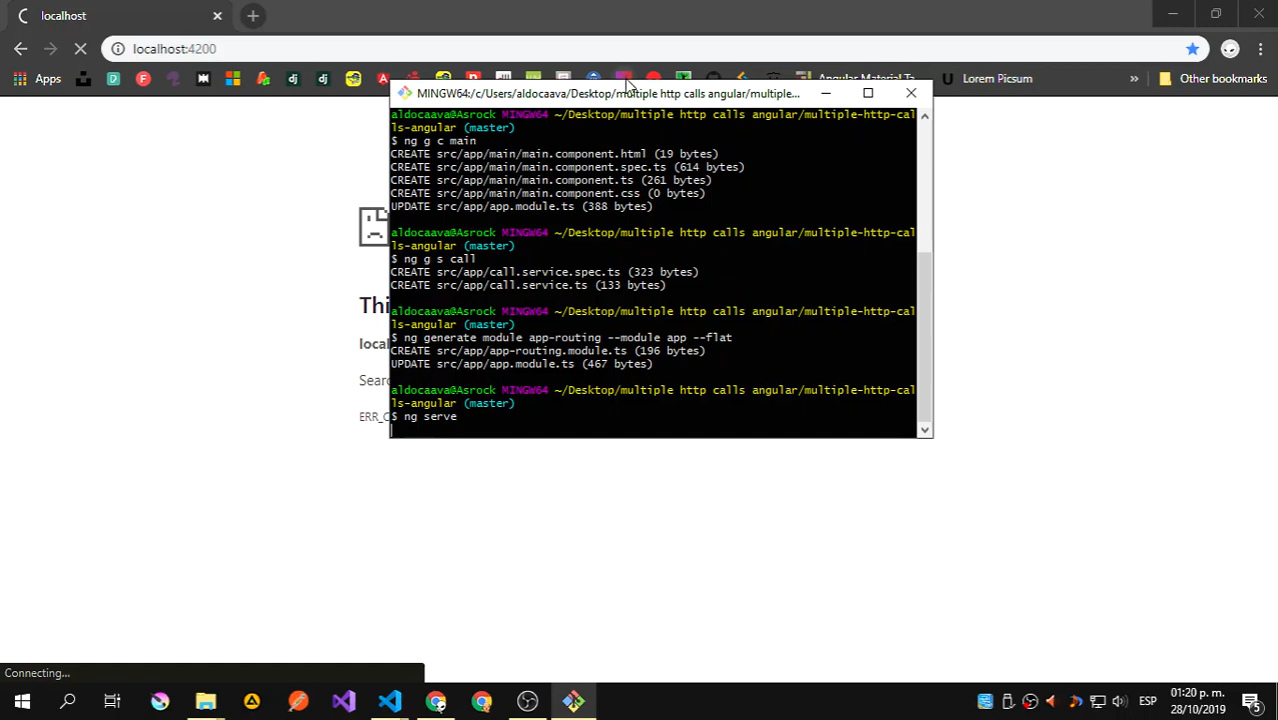 localhost
localhost:4200
Apps
Angular Material Ta
Lorem Picsum
»
Other bookmarks
MINGW64:/c/Users/aldocaava/Desktop/multiple http calls angular/multiple...
aldocaava@Asrock MINGW64 ~/Desktop/multiple http calls angular/multiple-http-cal
ls-angular (master)
$ ng g c main
CREATE src/app/main/main.component.html (19 bytes)
CREATE src/app/main/main.component.spec.ts (614 bytes)
CREATE src/app/main/main.component.ts (261 bytes)
CREATE src/app/main/main.component.css (0 bytes)
UPDATE src/app/app.module.ts (388 bytes)
aldocaava@Asrock MINGW64 ~/Desktop/multiple http calls angular/multiple-http-cal
ls-angular (master)
$ ng g s call
CREATE src/app/call.service.spec.ts (323 bytes)
CREATE src/app/call.service.ts (133 bytes)
Thi
aldocaava@Asrock MINGW64 ~/Desktop/multiple http calls angular/multiple-http-cal
ls-angular (master)
$ ng generate module app-routing --module app --flat
local
CREATE src/app/app-routing.module.ts (196 bytes)
UPDATE src/app/app.module.ts (467 bytes)
Searc
aldocaava@Asrock MINGW64 ~/Desktop/multiple http calls angular/multiple-http-cal
ls-angular (master)
ERR_C
$ ng serve
Connecting...
ESP
01:20 p. m.
28/10/2019
5